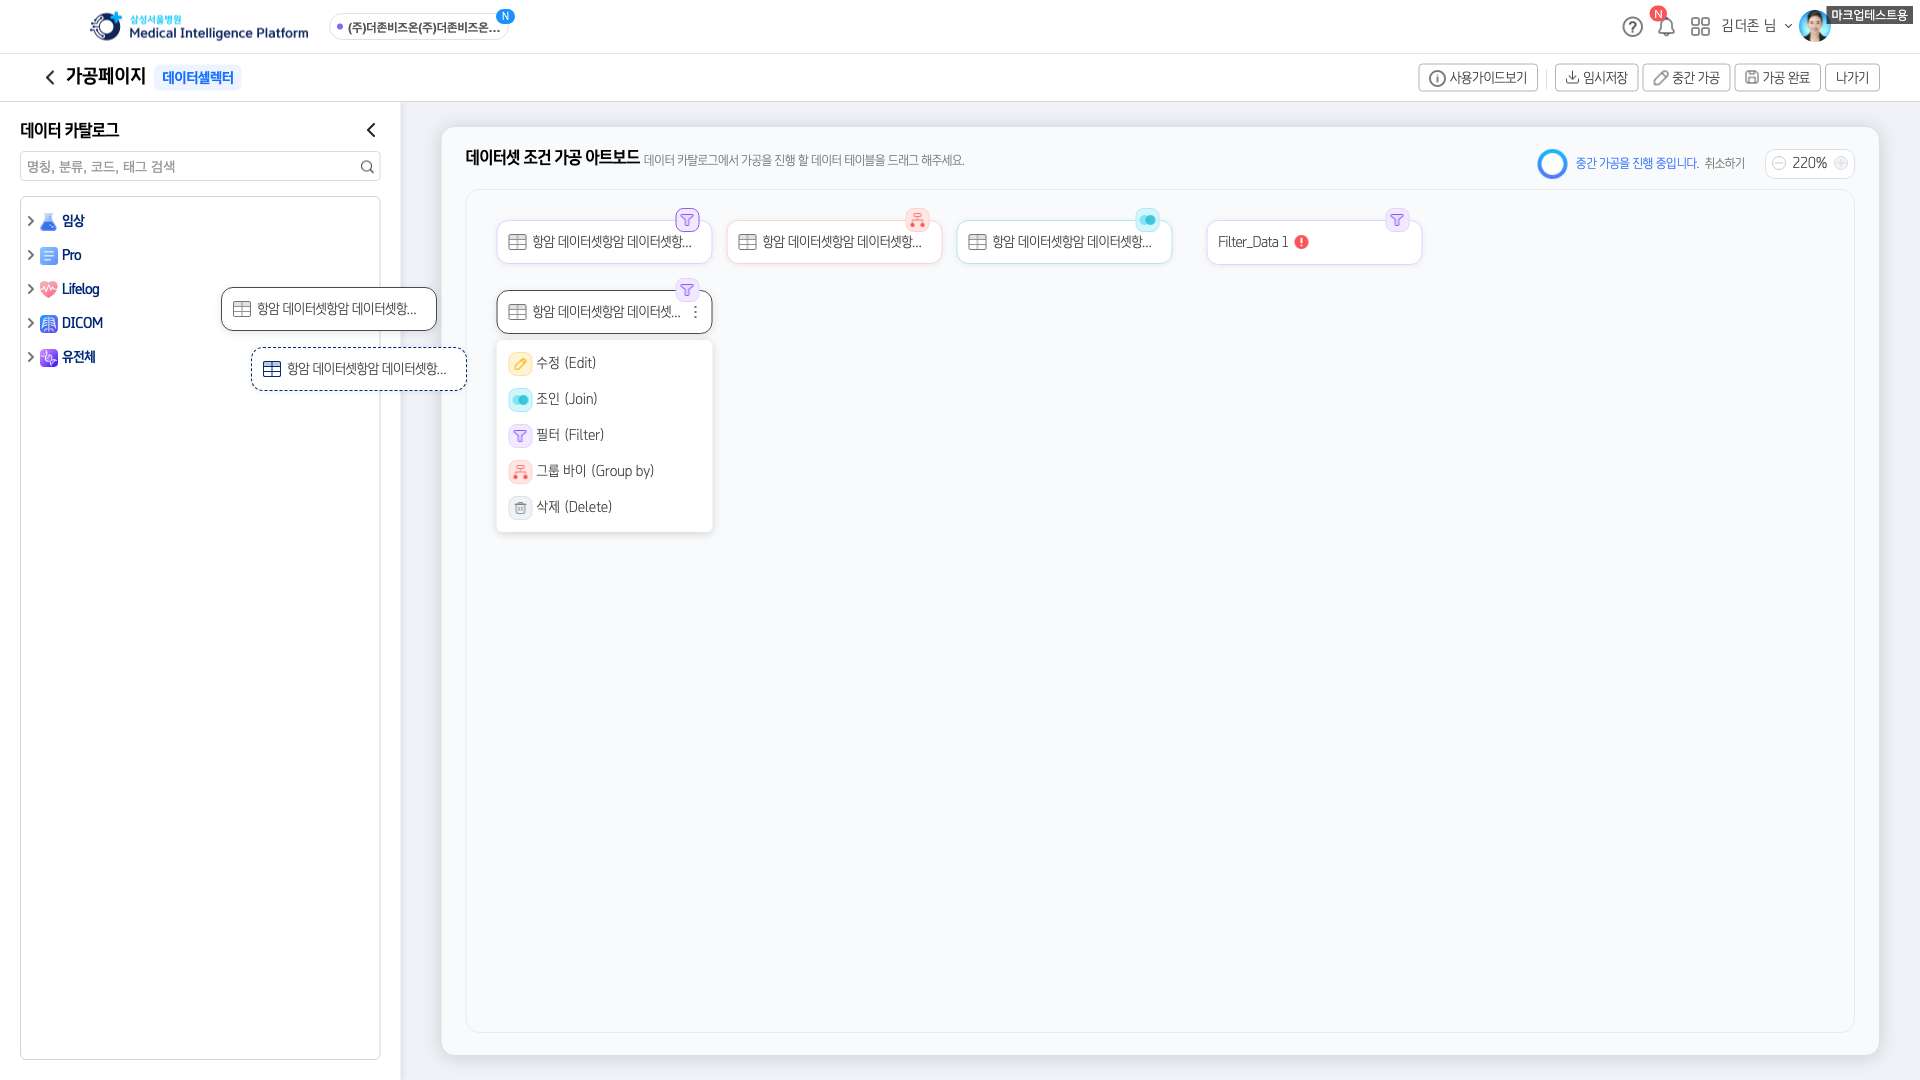 삼성서울병원
Medical Intelligence Platform
(주)더존비즈온(주)더존비즈온...
N
N
김더존 님
마크업테스트용
가공페이지
데이터셀렉터
사용가이드보기
임시저장
중간 가공
가공 완료
나가기
데이터 카탈로그
명칭, 분류, 코드, 태그 검색
임상
Pro
Lifelog
DICOM
유전체
항암 데이터셋항암 데이터셋항...
항암 데이터셋항암 데이터셋항...
데이터셋 조건 가공 아트보드 데이터 카탈로그에서 가공을 진행 할 데이터 테이블을 드래그 해주세요.
중간 가공을 진행 중입니다. 취소하기
220%
항암 데이터셋항암 데이터셋항...
항암 데이터셋항암 데이터셋항...
항암 데이터셋항암 데이터셋항...
Filter_Data 1
항암 데이터셋항암 데이터셋...
수정 (Edit)
조인 (Join)
필터 (Filter)
그룹 바이 (Group by)
삭제 (Delete)